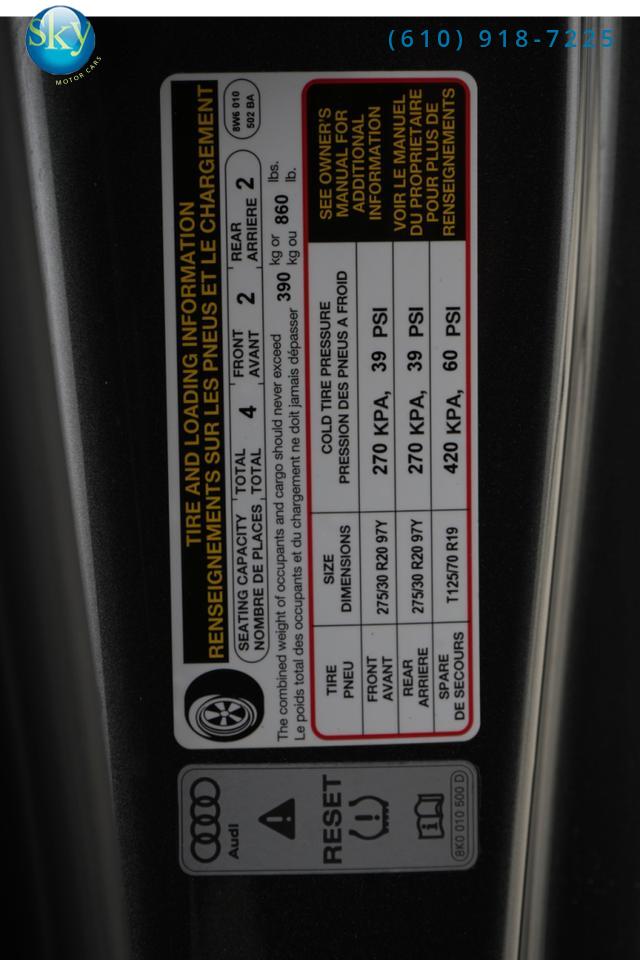 Sky
MOTOR CARS
(610) 918-7225
TIRE AND LOADING INFORMATION
RENSEIGNEMENTS SUR LES PNEUS ET LE CHARGEMENT
8W6 010
502 BA
SEATING CAPACITY TOTAL 4 FRONT 2 REAR 2
NOMBRE DE PLACES TOTAL AVANT ARRIERE
The combined weight of occupants and cargo should never exceed 390 kg or 860 lbs.
Le poids total des occupants et du chargement ne doit jamais dépasser kg ou lb.
TIRE SIZE COLD TIRE PRESSURE
PNEU DIMENSIONS PRESSION DES PNEUS A FROID
FRONT
AVANT 275/30 R20 97Y 270 KPA, 39 PSI
REAR
ARRIERE 275/30 R20 97Y 270 KPA, 39 PSI
SPARE
DE SECOURS T125/70 R19 420 KPA, 60 PSI
SEE OWNER'S
MANUAL FOR
ADDITIONAL
INFORMATION
VOIR LE MANUEL
DU PROPRIETAIRE
POUR PLUS DE
RENSEIGNEMENTS
Audi
RESET
8K0 010 500 D